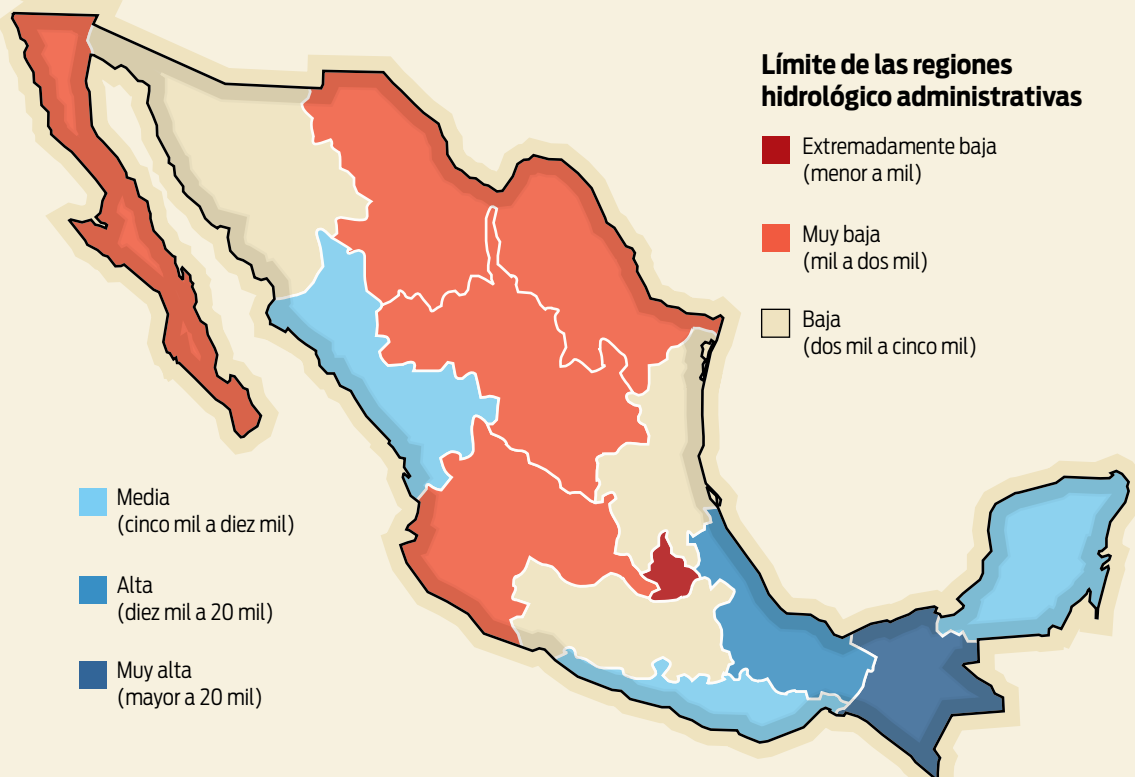 Límite de las regiones
hidrológico administrativas
Extremadamente baja
(menor a mil)
Muy baja
(mil a dos mil)
Baja
(dos mil a cinco mil)
Media
(cinco mil a diez mil)
Alta
(diez mil a 20 mil)
Muy alta
(mayor a 20 mil)